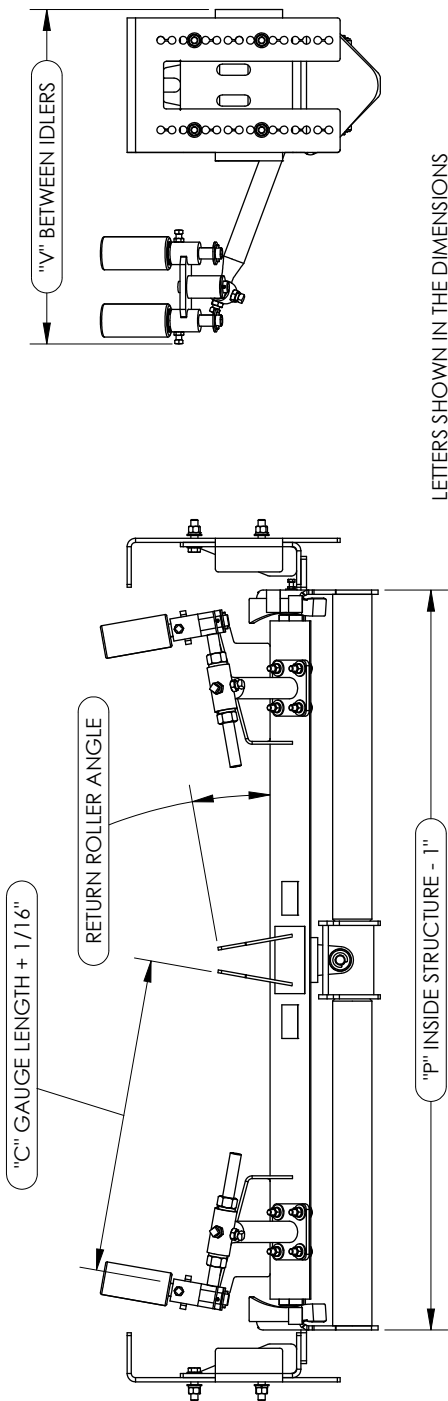 "V" BETWEEN IDLERS
LETTERS SHOWN IN THE DIMENSIONS
"C" GAUGE LENGTH + 1/16"
RETURN ROLLER ANGLE
"P" INSIDE STRUCTURE - 1"